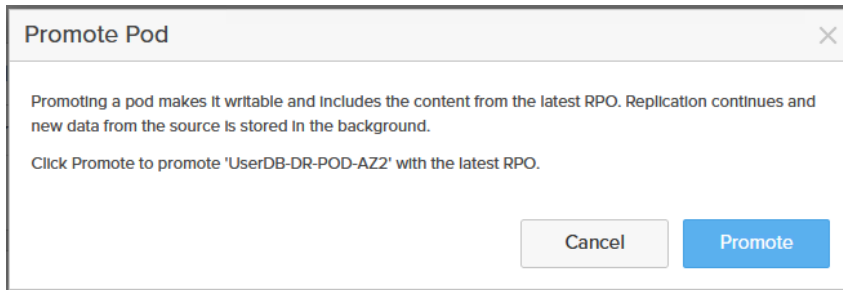 Promote Pod
Promoting a pod makes it writable and includes the content from the latest RPO. Replication continues and
new data from the source is stored in the background.
Click Promote to promote 'UserDB-DR-POD-AZ2' with the latest RPO.
Cancel Promote